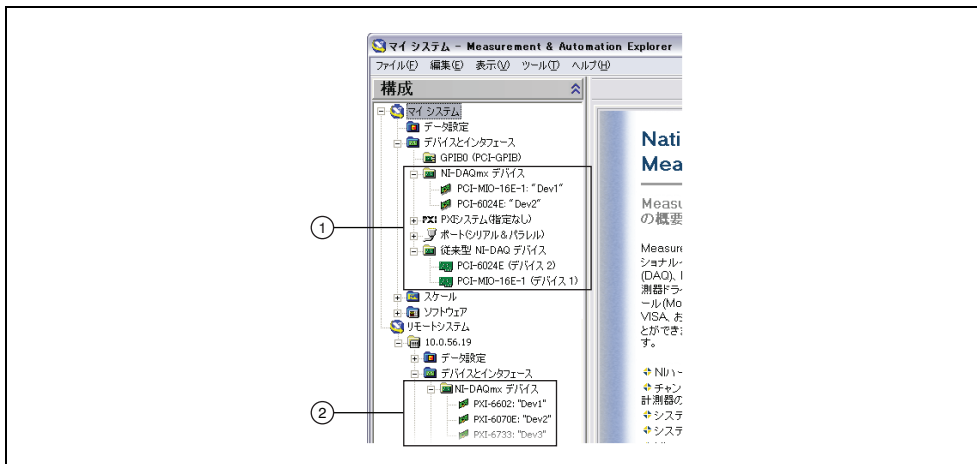 マイ システム - Measurement & Automation Explorer
ファイル(F) 編集(E) 表示(V) ツール(T) ヘルプ(H)
構成
マイ システム
データ設定
デバイスとインタフェース
GPIB0 (PCI-GPIB)
NI-DAQmx デバイス
PCI-MIO-16E-1: "Dev1"
PCI-6024E: "Dev2"
PXI PXIシステム(指定なし)
ポート(シリアル&パラレル)
従来型 NI-DAQ デバイス
PCI-6024E (デバイス 2)
PCI-MIO-16E-1 (デバイス 1)
スケール
ソフトウェア
リモートシステム
10.0.56.19
データ設定
デバイスとインタフェース
NI-DAQmx デバイス
PXI-6602: "Dev1"
PXI-6070E: "Dev2"
PXI-6733: "Dev3"
1
2
Nati
Mea
Measu
の概要
Measure
ショナル
(DAQ)、
測器ドラ
ール(Mo
VISA、お
とができ
す。
NIハー
チャン
計測器の
システ
システ